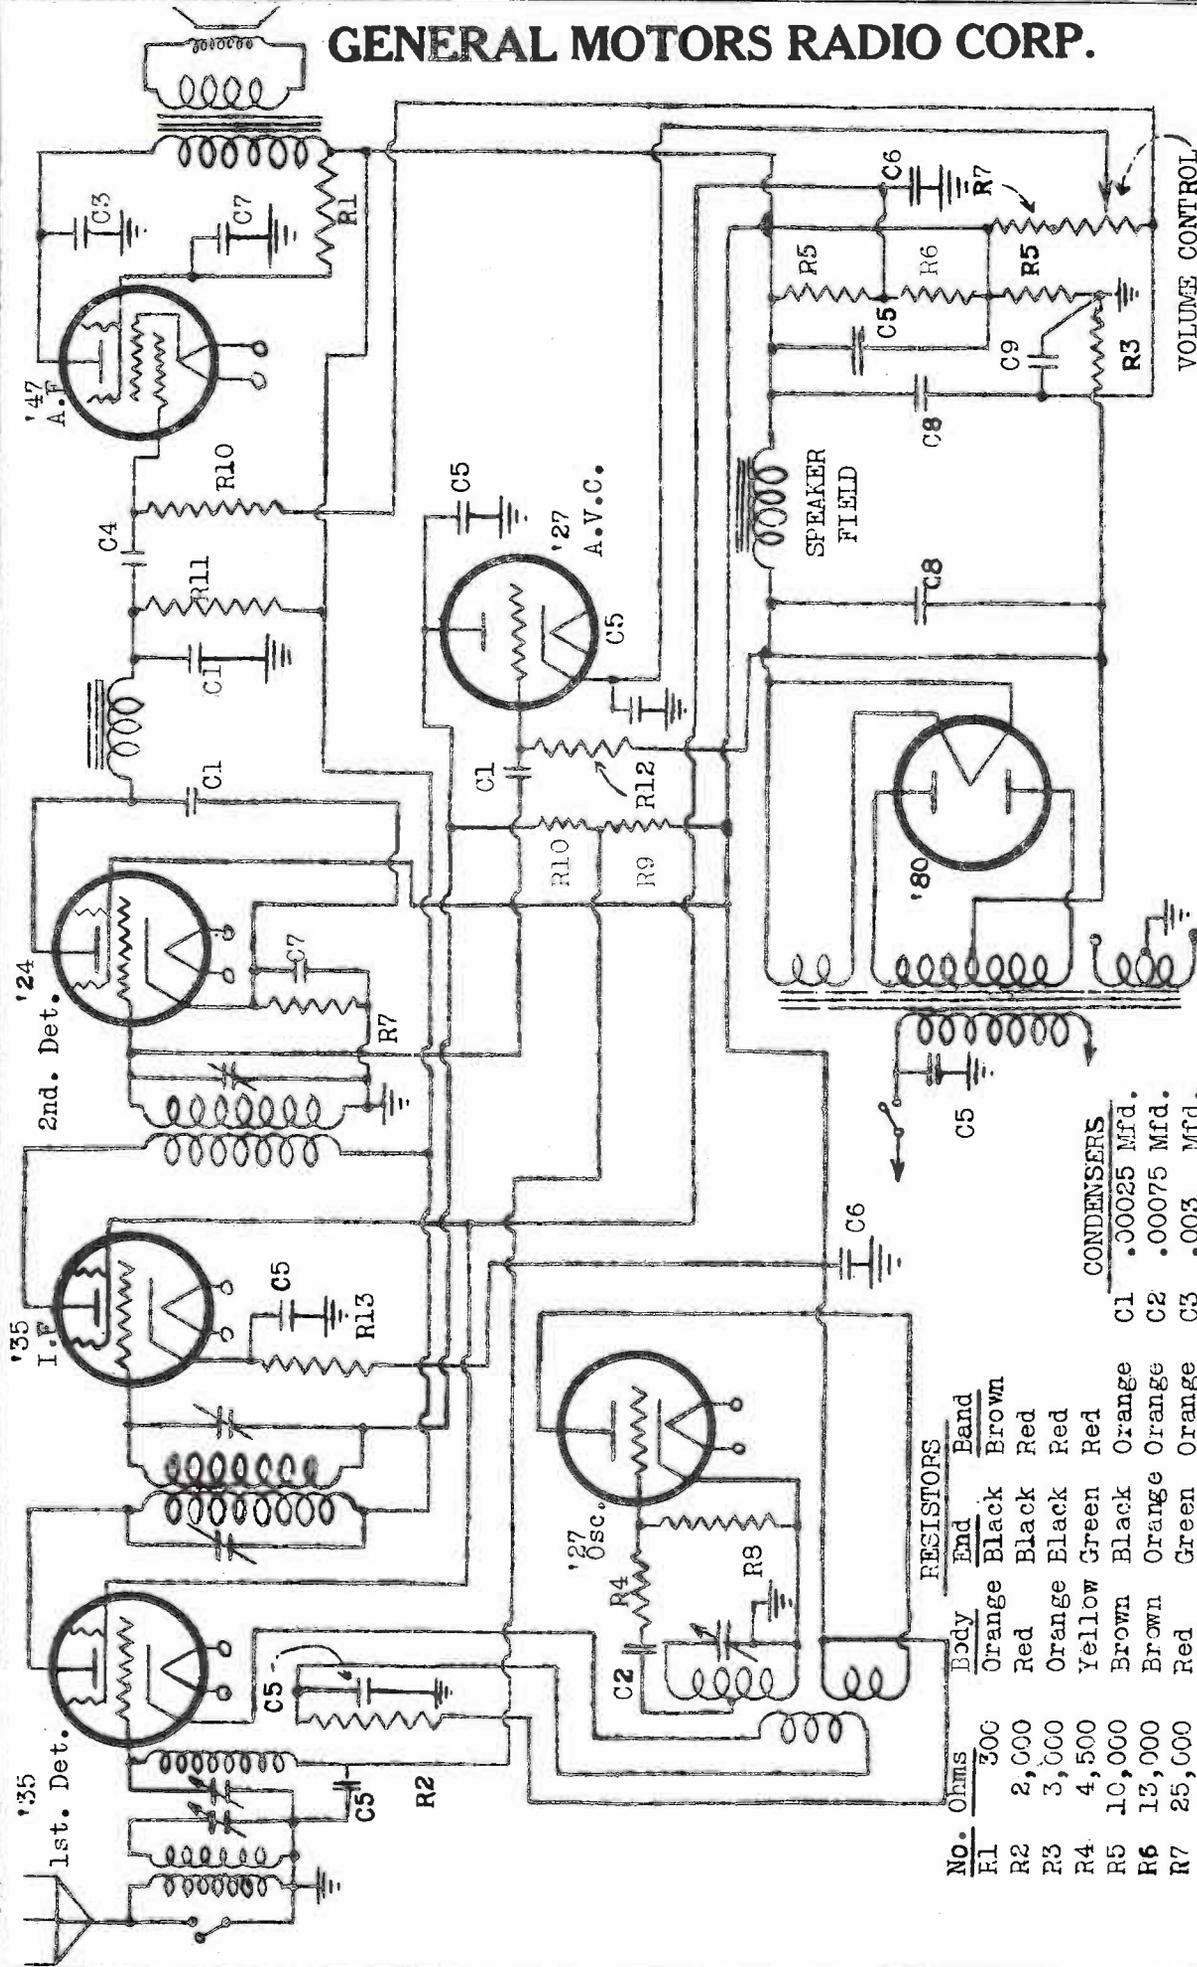 GENERAL MOTORS RADIO CORP.
'35
1st. Det.
'35
I.F
'24
2nd. Det.
'47
A.F
C3
C7
R1
C4
R10
R11
C1
C1
C7
R7
C5
R13
C5
C5
R2
'27
Osc.
R4
C2
R8
C6
C1
R10
R9
R12
C5
'27
A.V.C.
C5
SPEAKER
FIELD
C8
C8
C5
R5
R6
R5
C6
R7
C9
R3
VOLUME CONTROL
'80
C5
RESISTORS
No. Ohms Body End Band
R1 300 Orange Black Brown
R2 2,000 Red Black Red
R3 3,000 Orange Black Red
R4 4,500 Yellow Green Red
R5 10,000 Brown Black Orange
R6 13,000 Brown Orange Orange
R7 25,000 Red Green Orange
CONDENSERS
C1 .00025 Mfd.
C2 .00075 Mfd.
C3 .003 Mfd.